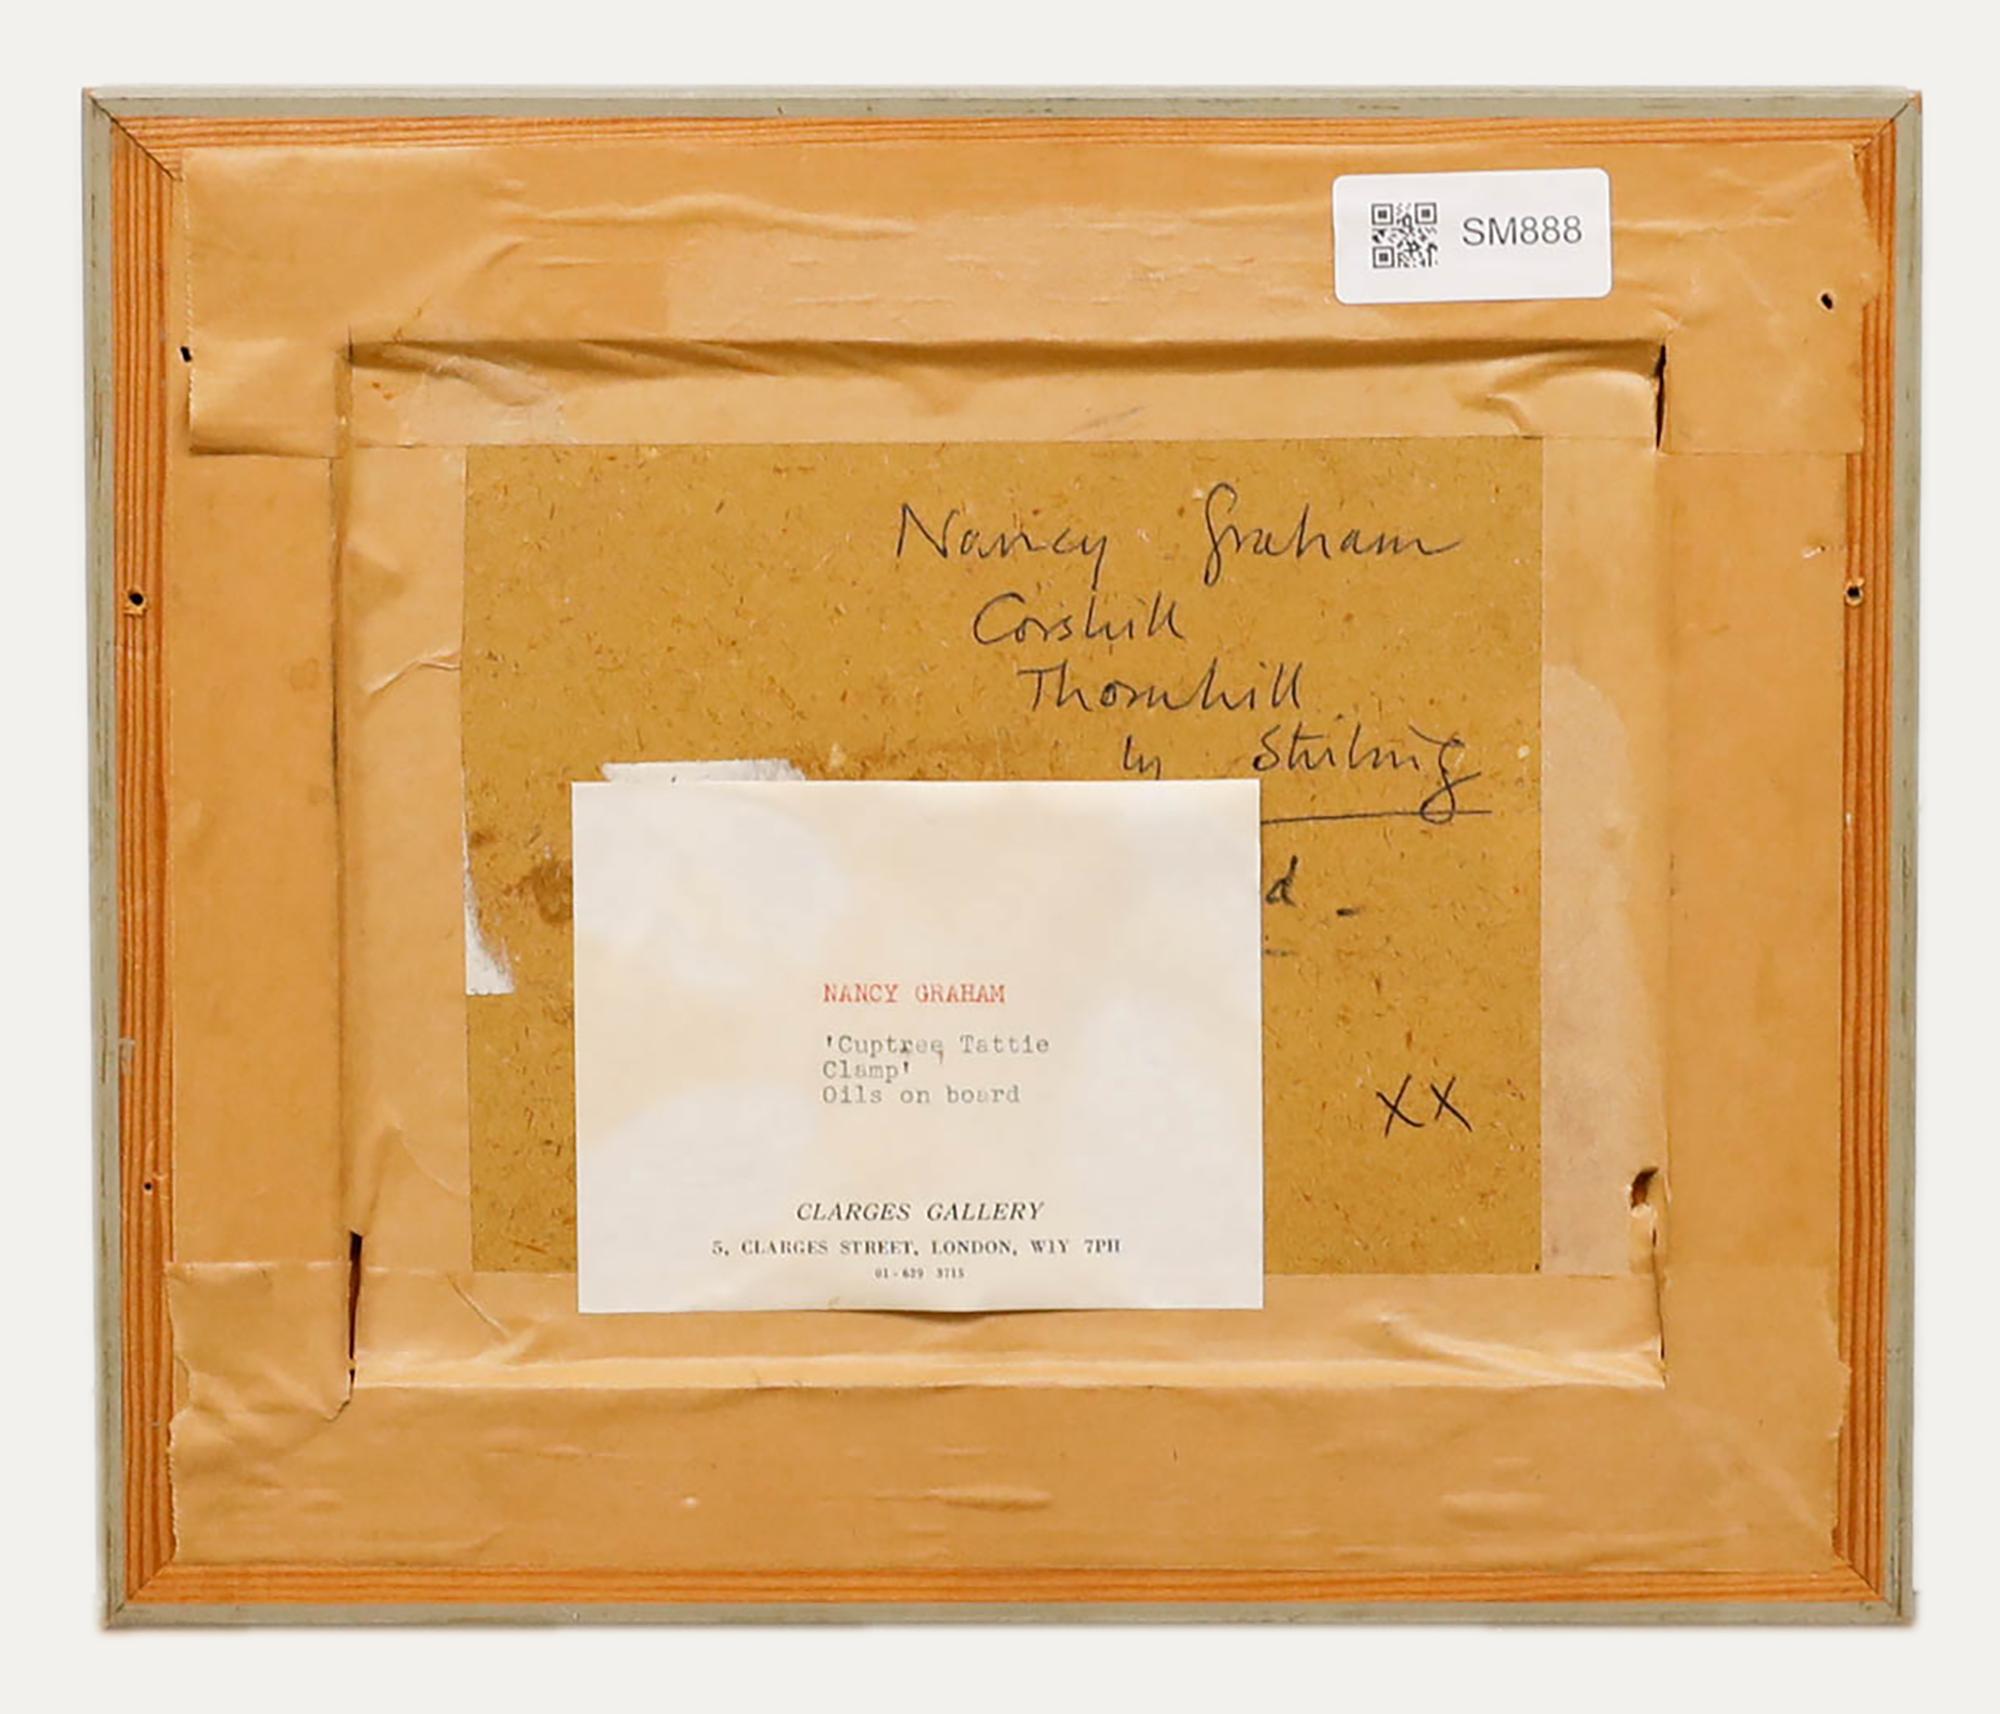 SM888
Nancy Graham
Corshill
Thornhill
by Stirling
d -
XX
NANCY GRAHAM
'Cuptree, Tattie
Clamp'
Oils on board
CLARGES GALLERY
5, CLARGES STREET, LONDON, W1Y 7PH
01-629 3715